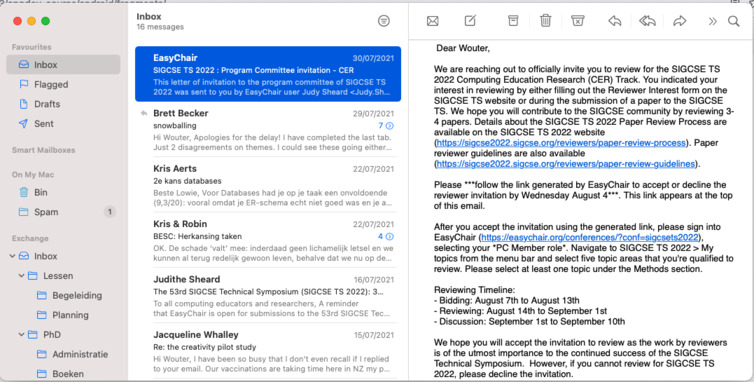 Favourites
Inbox
Flagged
Drafts
Sent
Smart Mailboxes
On My Mac
Bin
Spam
1
Exchange
Inbox
Lessen
Begeleiding
Planning
PhD
Administratie
Boeken
Inbox
16 messages
EasyChair 30/07/2021
SIGCSE TS 2022 : Program Committee invitation - CER
This letter of invitation to the program committee of SIGCSE TS
2022 was sent to you by EasyChair user Judy Sheard <Judy.Sh...
Brett Becker 29/07/2021
snowballing 7
Hi Wouter, Apologies for the delay! I have completed the last tab.
Just 2 disagreements on themes. I could see these going either...
Kris Aerts 22/07/2021
2e kans databases
Beste Lowie, Voor Databases had je op je taak een onvoldoende
(9,3/20): vooral omdat je ER-schema echt niet goed was en je a...
Kris & Robin 22/07/2021
BESC: Herkansing taken 4
OK. De schade 'valt' mee: inderdaad geen lichamelijk letsel en we
kunnen al terug redelijk gewoon leven, behalve dat we nu op de...
Judithe Sheard 16/07/2021
The 53rd SIGCSE Technical Symposium (SIGCSE TS 2022): 3...
To all computing educators and researchers, A reminder
that EasyChair is open for submissions to the 53rd SIGCSE Tec...
Jacqueline Whalley 15/07/2021
Re: the creativity pilot study
Hi Wouter, I have been so busy that I don't even recall if I replied
to your email. Our vaccinations are taking time here in NZ my p...
Dear Wouter,
We are reaching out to officially invite you to review for the SIGCSE TS
2022 Computing Education Research (CER) Track. You indicated your
interest in reviewing by either filling out the Reviewer Interest form on the
SIGCSE TS website or during the submission of a paper to the SIGCSE
TS. We hope you will contribute to the SIGCSE community by reviewing 3-
4 papers. Details about the SIGCSE TS 2022 Paper Review Process are
available on the SIGCSE TS 2022 website
(https://sigcse2022.sigcse.org/reviewers/paper-review-process). Paper
reviewer guidelines are also available
(https://sigcse2022.sigcse.org/reviewers/paper-review-guidelines).
Please ***follow the link generated by EasyChair to accept or decline the
reviewer invitation by Wednesday August 4***. This link appears at the top
of this email.
After you accept the invitation using the generated link, please sign into
EasyChair (https://easychair.org/conferences/?conf=sigcsets2022),
selecting your *PC Member role*. Navigate to SIGCSE TS 2022 > My
topics from the menu bar and select five topic areas that you're qualified to
review. Please select at least one topic under the Methods section.
Reviewing Timeline:
- Bidding: August 7th to August 13th
- Reviewing: August 14th to September 1st
- Discussion: September 1st to September 10th
We hope you will accept the invitation to review as the work by reviewers
is of the utmost importance to the continued success of the SIGCSE
Technical Symposium.  However, if you cannot review for SIGCSE TS
2022, please decline the invitation.